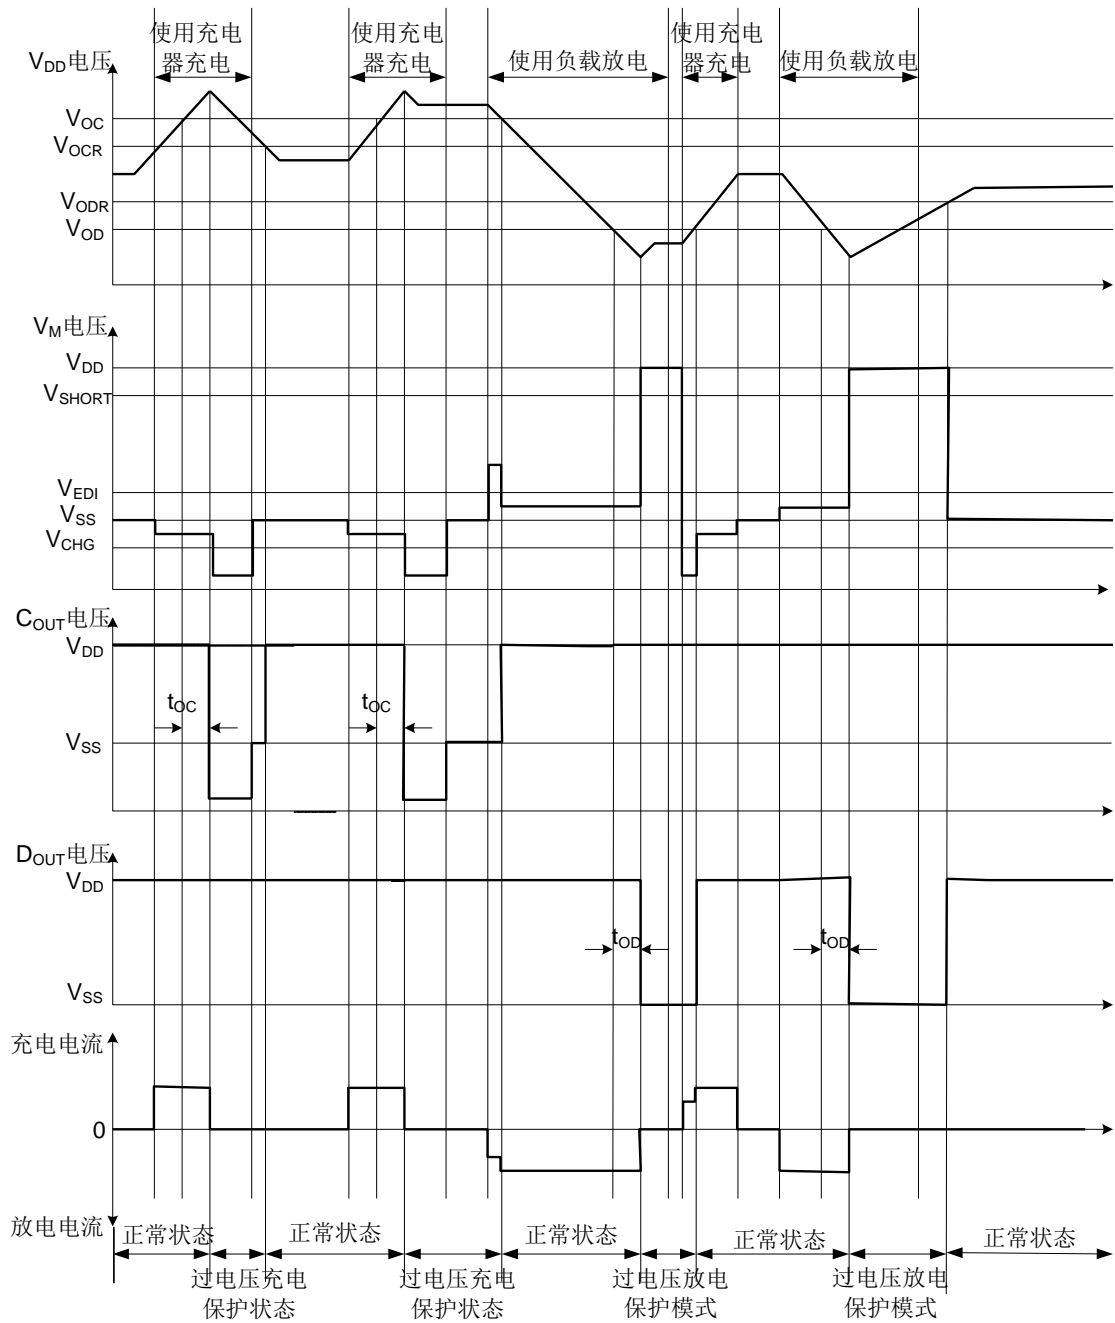 使用充电
器充电
使用充电
器充电
使用负载放电
使用充电
器充电
使用负载放电
VDD电压
VOC
VOCR
VODR
VOD
VM电压
VDD
VSHORT
VEDI
VSS
VCHG
COUT电压
VDD
tOC
tOC
VSS
DOUT电压
VDD
tOD
tOD
VSS
充电电流
0
放电电流
正常状态
正常状态
正常状态
正常状态
正常状态
过电压充电
保护状态
过电压充电
保护状态
过电压放电
保护模式
过电压放电
保护模式